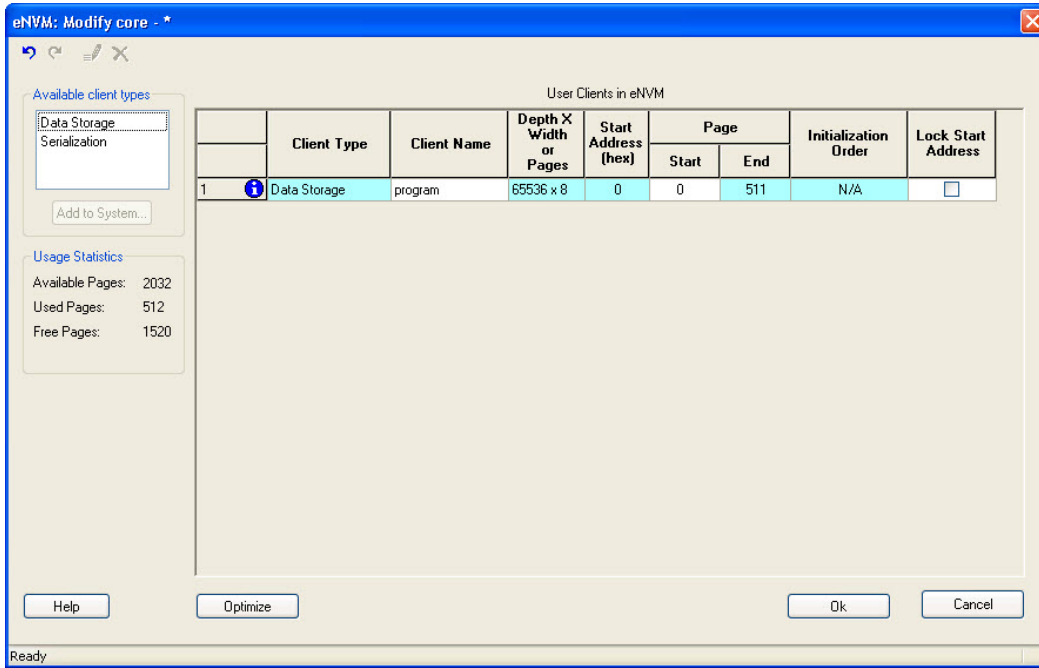 eNVM: Modify core - *
Available client types
Data Storage
Serialization
Add to System...
Usage Statistics
Available Pages: 2032
Used Pages: 512
Free Pages: 1520
User Clients in eNVM
Client Type
Client Name
Depth X
Width
or
Pages
Start
Address
(hex)
Page
Start
End
Initialization
Order
Lock Start
Address
1 Data Storage program 65536 x 8 0 0 511 N/A
Help
Optimize
Ok
Cancel
Ready